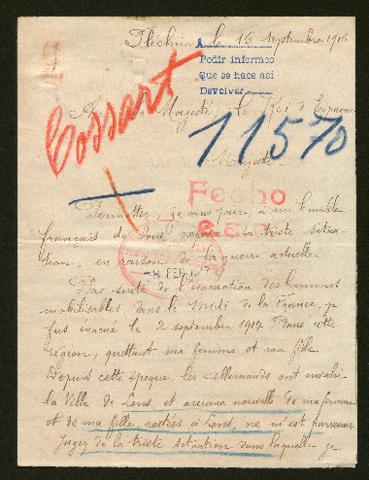 Fléchin le 16 Septembre 1916
A
Pedir informes
Que se hace asi
Devolver
A Sa Majesté le Roi d'Espagne
Cossart
11570
Majesté
Fecho
Permettez, je vous prie, à un humble
français de vous la triste situa-
tion, en raison de la guerre actuelle.
Par suite de l'évacuation des hommes
mobilisables dans le Midi de la France, je
fus évacué le 2 septembre 1914 dans cette
région, quittant ma femme et ma fille
Depuis cette époque, les Allemands ont envahi
la Ville de Lens et aucune nouvelle de ma femme
et de ma fille, restées à Lens, ne m'est parvenue
Jugez de la triste situation dans laquelle je